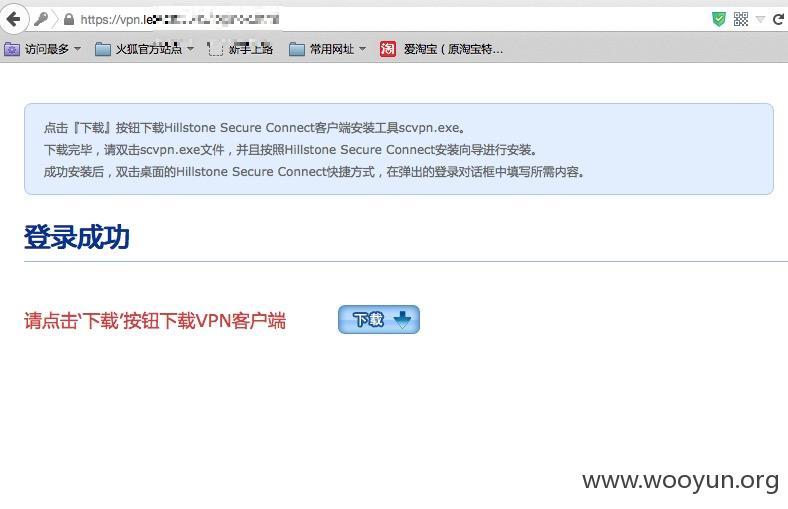 https://vpn.le
访问最多
火狐官方站点
新手上路
常用网址
淘
爱淘宝（原淘宝特...
点击『下载』按钮下载Hillstone Secure Connect客户端安装工具scvpn.exe。
下载完毕，请双击scvpn.exe文件，并且按照Hillstone Secure Connect安装向导进行安装。
成功安装后，双击桌面的Hillstone Secure Connect快捷方式，在弹出的登录对话框中填写所需内容。
登录成功
请点击‘下载’按钮下载VPN客户端
下载
www.wooyun.org